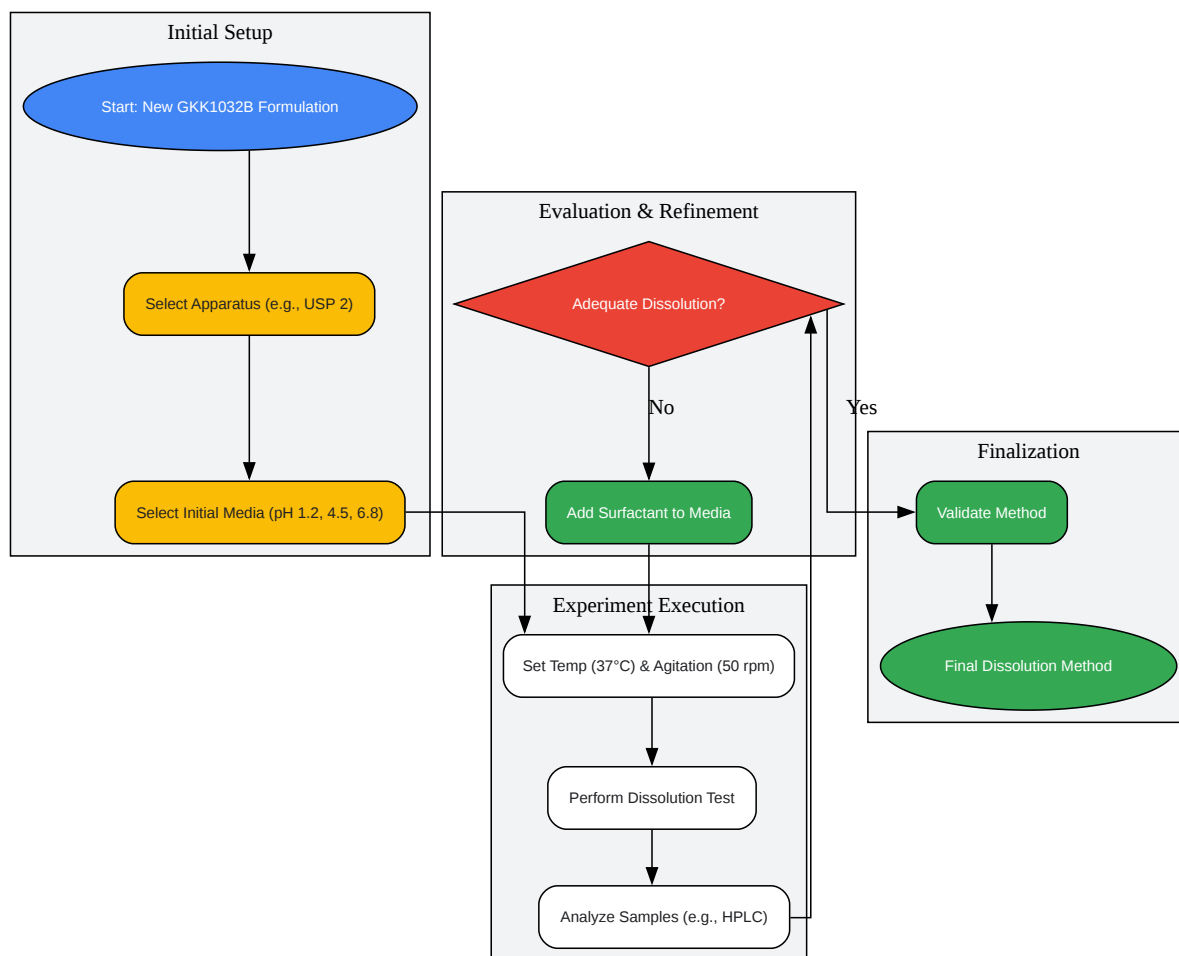 Initial Setup
Start: New GKK1032B Formulation
Select Apparatus (e.g., USP 2)
Select Initial Media (pH 1.2, 4.5, 6.8)
Evaluation & Refinement
Adequate Dissolution?
No
Yes
Add Surfactant to Media
Experiment Execution
Set Temp (37°C) & Agitation (50 rpm)
Perform Dissolution Test
Analyze Samples (e.g., HPLC)
Finalization
Validate Method
Final Dissolution Method